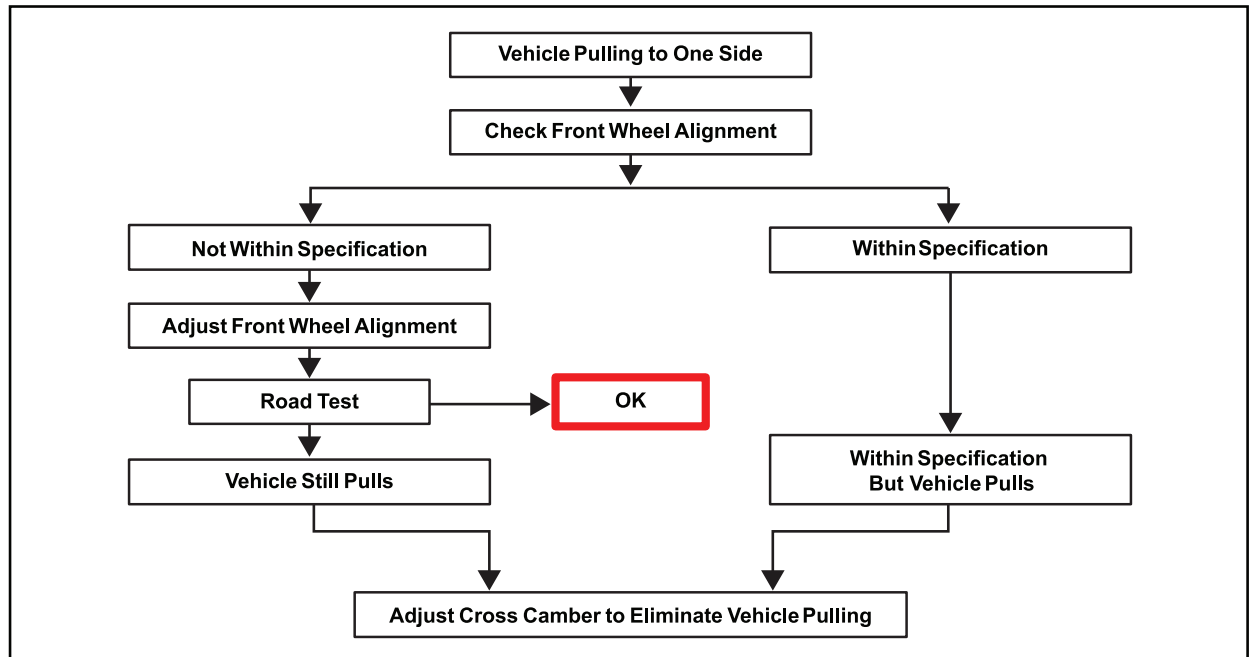 Vehicle Pulling to One Side
Check Front Wheel Alignment
Not Within Specification
Within Specification
Adjust Front Wheel Alignment
Road Test
OK
Vehicle Still Pulls
Within Specification
But Vehicle Pulls
Adjust Cross Camber to Eliminate Vehicle Pulling